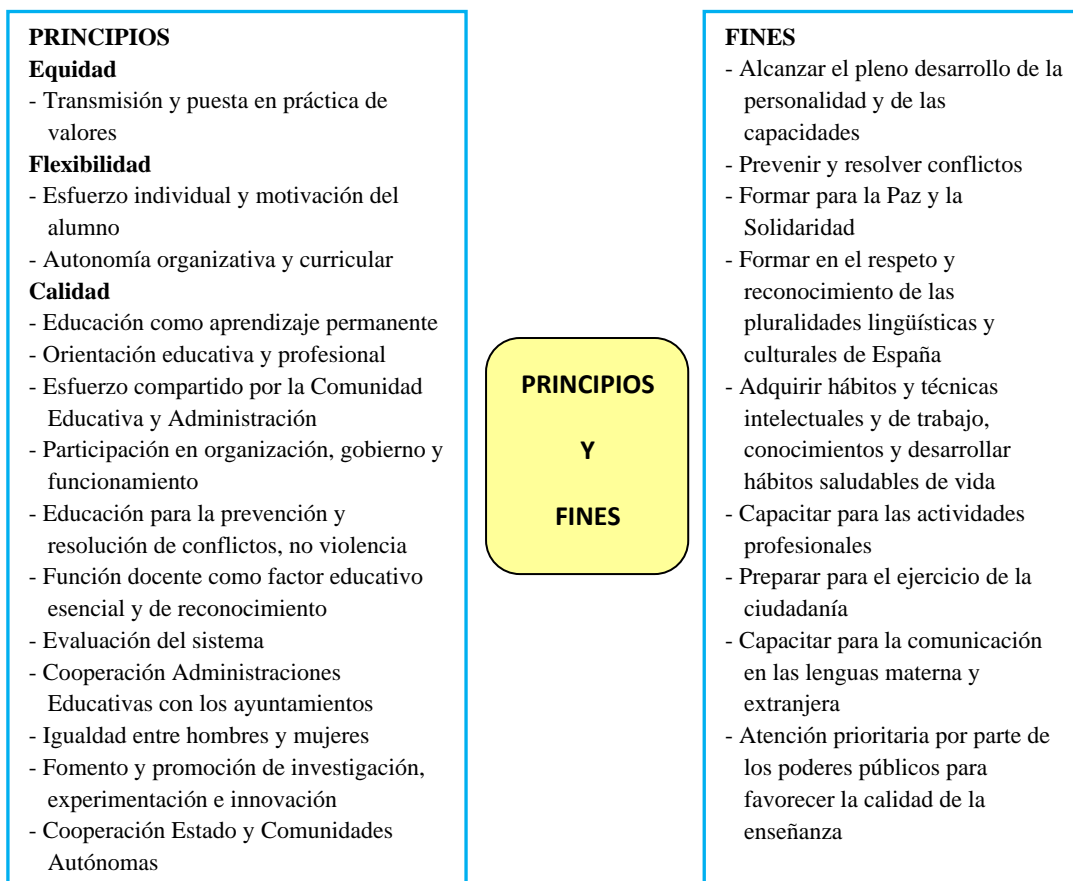 PRINCIPIOS
Equidad
- Transmisión y puesta en práctica de
valores
Flexibilidad
- Esfuerzo individual y motivación del
alumno
- Autonomía organizativa y curricular
Calidad
- Educación como aprendizaje permanente
- Orientación educativa y profesional
- Esfuerzo compartido por la Comunidad
Educativa y Administración
- Participación en organización, gobierno y
funcionamiento
- Educación para la prevención y
resolución de conflictos, no violencia
- Función docente como factor educativo
esencial y de reconocimiento
- Evaluación del sistema
- Cooperación Administraciones
Educativas con los ayuntamientos
- Igualdad entre hombres y mujeres
- Fomento y promoción de investigación,
experimentación e innovación
- Cooperación Estado y Comunidades
Autónomas
PRINCIPIOS
Y
FINES
FINES
- Alcanzar el pleno desarrollo de la
personalidad y de las
capacidades
- Prevenir y resolver conflictos
- Formar para la Paz y la
Solidaridad
- Formar en el respeto y
reconocimiento de las
pluralidades lingüísticas y
culturales de España
- Adquirir hábitos y técnicas
intelectuales y de trabajo,
conocimientos y desarrollar
hábitos saludables de vida
- Capacitar para las actividades
profesionales
- Preparar para el ejercicio de la
ciudadanía
- Capacitar para la comunicación
en las lenguas materna y
extranjera
- Atención prioritaria por parte de
los poderes públicos para
favorecer la calidad de la
enseñanza